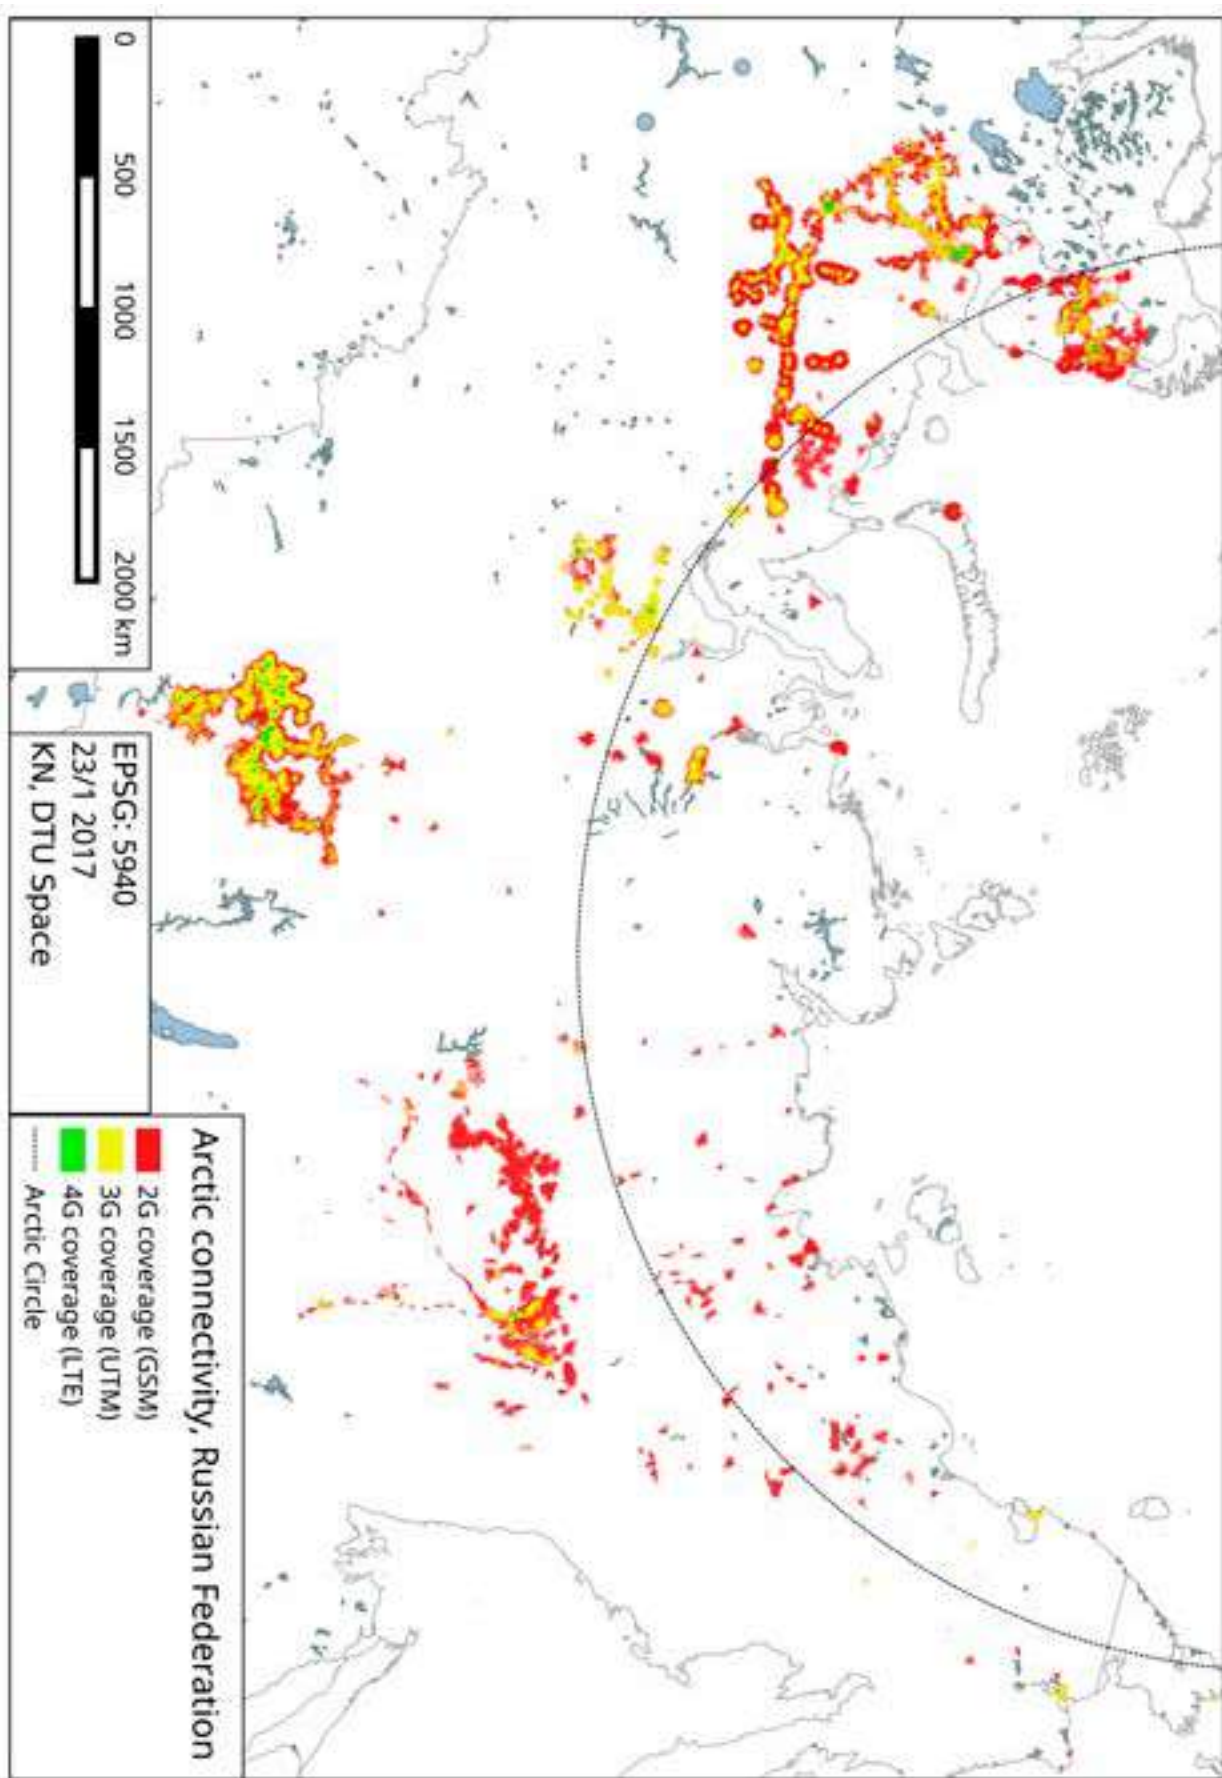 Arctic connectivity, Russian Federation
2G coverage (GSM)
3G coverage (UTM)
4G coverage (LTE)
Arctic Circle
EPSG: 5940
23/1 2017
KN, DTU Space
0 500 1000 1500 2000 km